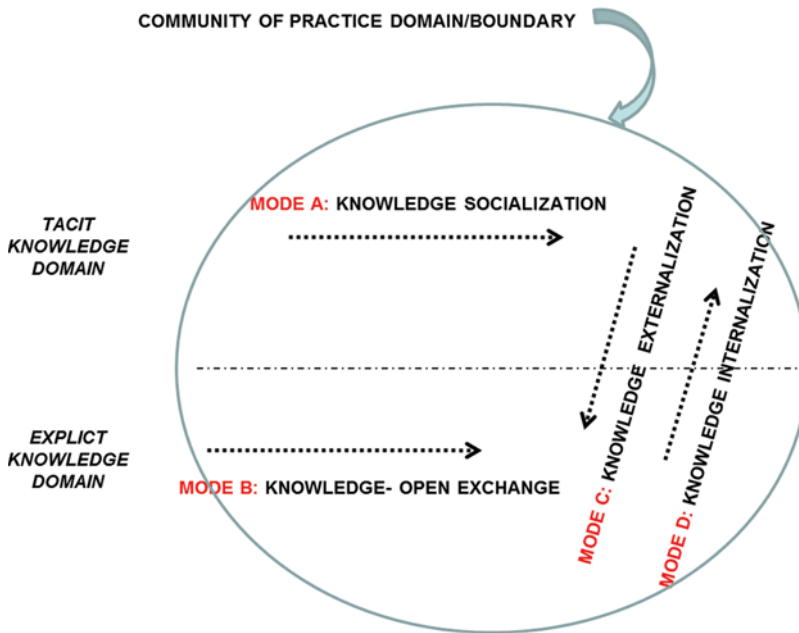 COMMUNITY OF PRACTICE DOMAIN/BOUNDARY
TACIT
KNOWLEDGE
DOMAIN
MODE A: KNOWLEDGE SOCIALIZATION
EXPLICT
KNOWLEDGE
DOMAIN
MODE B: KNOWLEDGE- OPEN EXCHANGE
MODE C: KNOWLEDGE EXTERNALIZATION
MODE D: KNOWLEDGE INTERNALIZATION